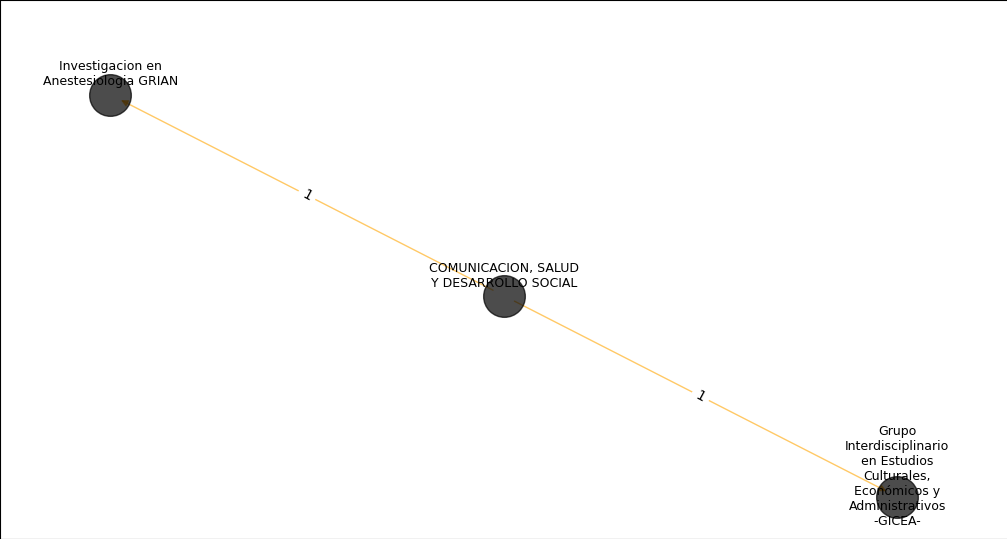 Investigacion en
Anestesiologia GRIAN
1
COMUNICACION, SALUD
Y DESARROLLO SOCIAL
1
Grupo
Interdisciplinario
en Estudios
Culturales,
Económicos y
Administrativos
-GICEA-